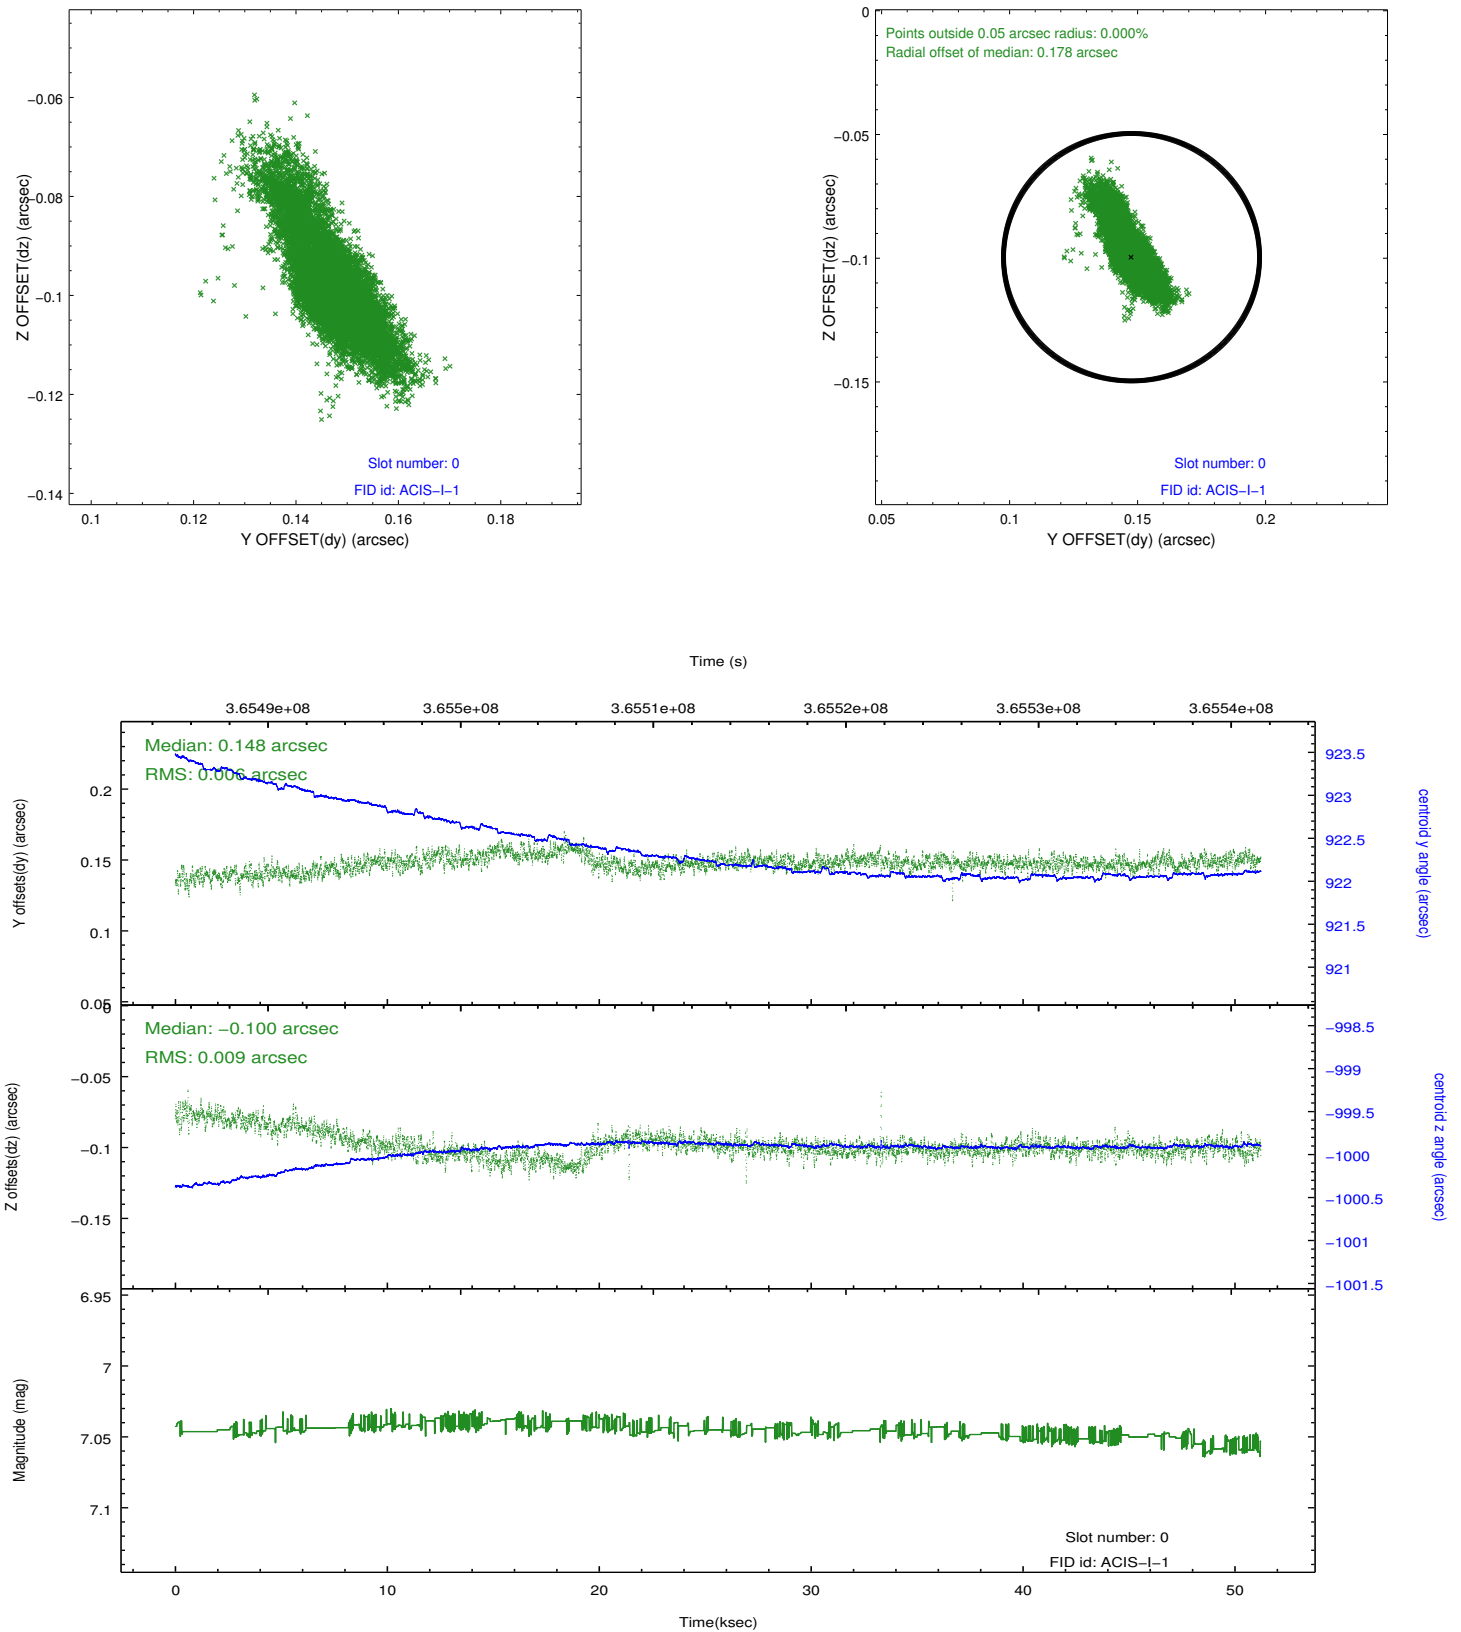 −0.06
−0.08
−0.1
−0.12
−0.14
Z OFFSET(dz) (arcsec)
Slot number: 0
FID id: ACIS−I−1
0.1 0.12 0.14 0.16 0.18
Y OFFSET(dy) (arcsec)
0
−0.05
−0.1
−0.15
Z OFFSET(dz) (arcsec)
Points outside 0.05 arcsec radius: 0.000%
Radial offset of median: 0.178 arcsec
Slot number: 0
FID id: ACIS−I−1
0.05 0.1 0.15 0.2
Y OFFSET(dy) (arcsec)
Time (s)
3.6549e+08 3.655e+08 3.6551e+08 3.6552e+08 3.6553e+08 3.6554e+08
Median: 0.148 arcsec
RMS: 0.006 arcsec
0.2
0.15
0.1
0.05
Y offsets(dy) (arcsec)
923.5
923
922.5
922
921.5
921
centroid y angle (arcsec)
Median: −0.100 arcsec
RMS: 0.009 arcsec
0
−0.05
−0.1
−0.15
Z offsets(dz) (arcsec)
−998.5
−999
−999.5
−1000
−1000.5
−1001
−1001.5
centroid z angle (arcsec)
6.95
7
7.05
7.1
Magnitude (mag)
Slot number: 0
FID id: ACIS−I−1
0 10 20 30 40 50
Time(ksec)